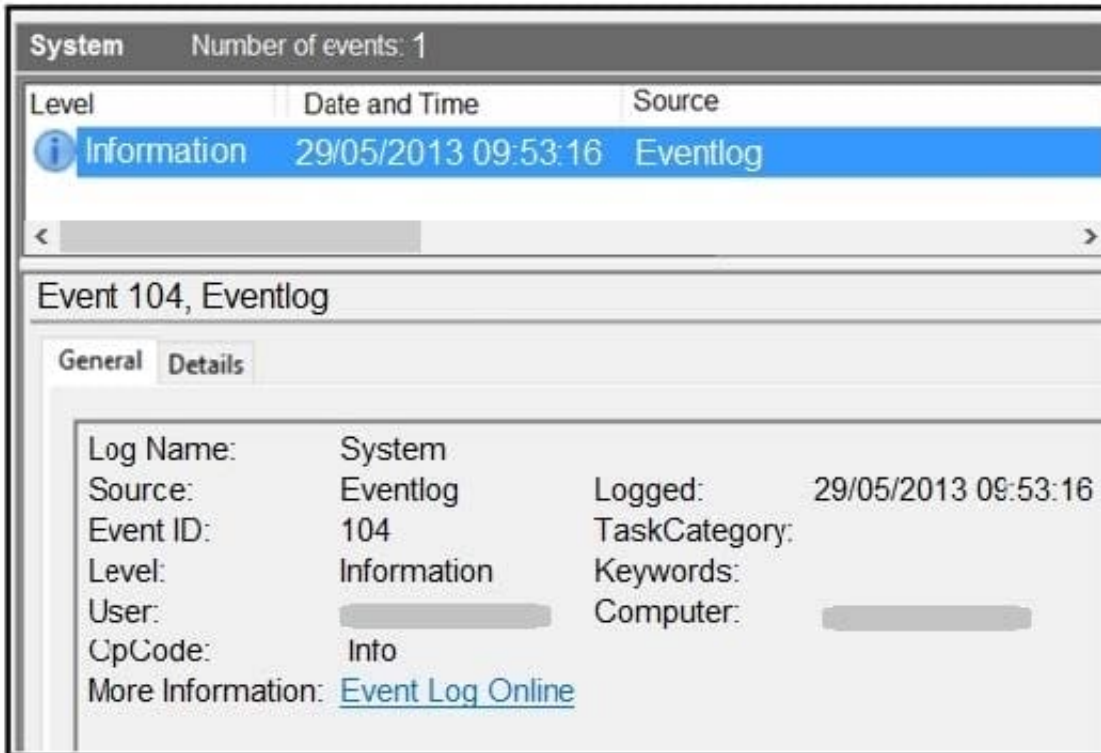 System Number of events: 1
Level Date and Time Source
Information 29/05/2013 09:53:16 Eventlog
Event 104, Eventlog
General Details
Log Name: System
Source: Eventlog Logged: 29/05/2013 09:53:16
Event ID: 104 TaskCategory:
Level: Information Keywords:
User: Computer:
OpCode: Info
More Information: Event Log Online